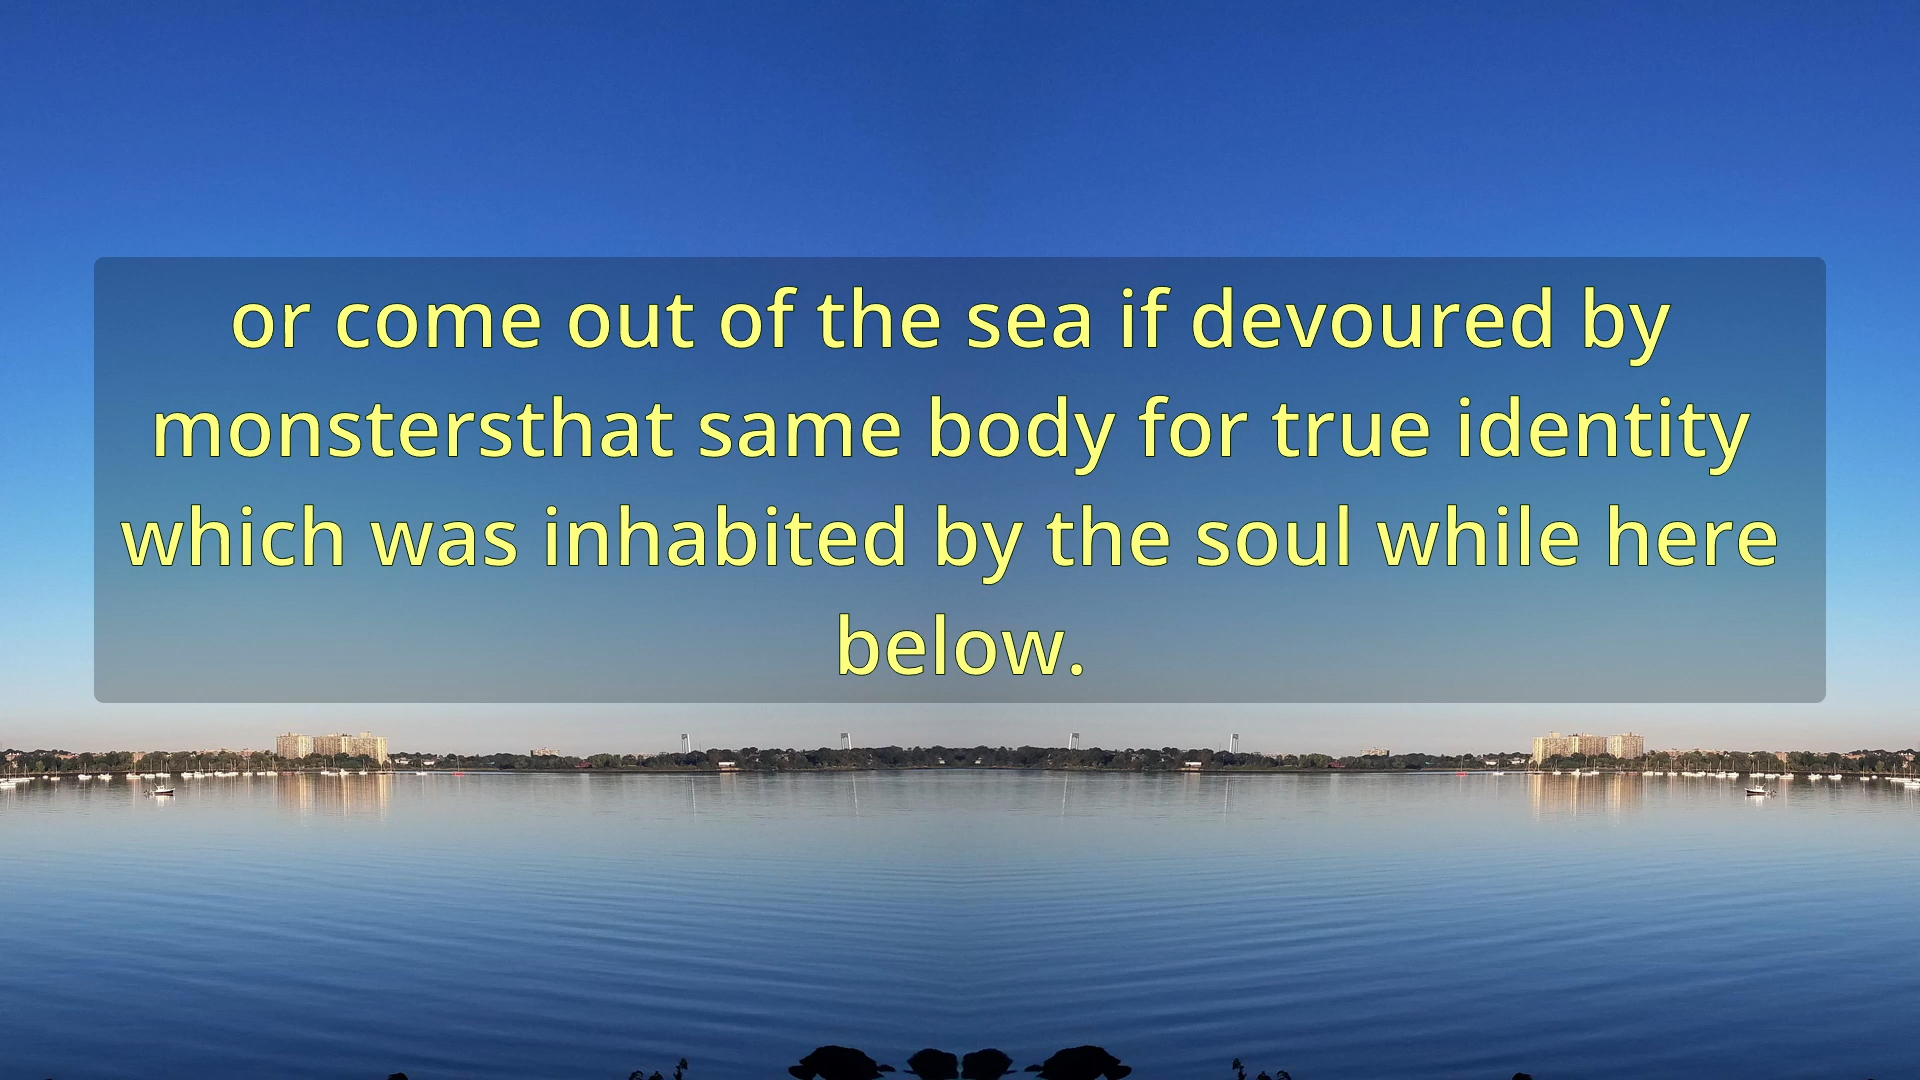 or come out of the sea if devoured by
monstersthat same body for true identity
which was inhabited by the soul while here
below.